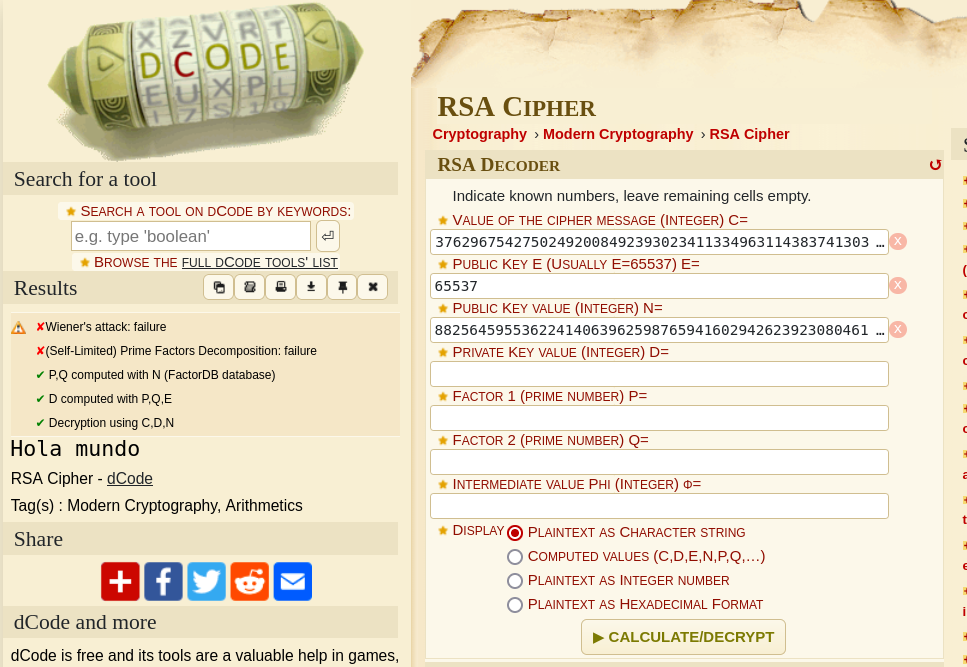 DCODE
Search for a tool
SEARCH A TOOL ON DCODE BY KEYWORDS:
e.g. type 'boolean'
BROWSE THE FULL DCODE TOOLS' LIST
Results
✘Wiener's attack: failure
✘(Self-Limited) Prime Factors Decomposition: failure
✔ P,Q computed with N (FactorDB database)
✔ D computed with P,Q,E
✔ Decryption using C,D,N
Hola mundo
RSA Cipher - dCode
Tag(s) : Modern Cryptography, Arithmetics
Share
dCode and more
dCode is free and its tools are a valuable help in games,
RSA CIPHER
Cryptography › Modern Cryptography › RSA Cipher
RSA DECODER
Indicate known numbers, leave remaining cells empty.
VALUE OF THE CIPHER MESSAGE (INTEGER) C=
37629675427502492008492393023411334963114383741303 … X
PUBLIC KEY E (USUALLY E=65537) E=
65537 X
PUBLIC KEY VALUE (INTEGER) N=
88256459553622414063962598765941602942623923080461 … X
PRIVATE KEY VALUE (INTEGER) D=
FACTOR 1 (PRIME NUMBER) P=
FACTOR 2 (PRIME NUMBER) Q=
INTERMEDIATE VALUE PHI (INTEGER) Φ=
DISPLAY PLAINTEXT AS CHARACTER STRING
COMPUTED VALUES (C,D,E,N,P,Q,…)
PLAINTEXT AS INTEGER NUMBER
PLAINTEXT AS HEXADECIMAL FORMAT
▶ CALCULATE/DECRYPT